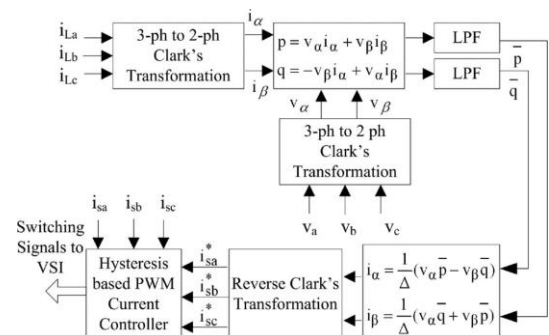 i_La
i_Lb
i_Lc
3-ph to 2-ph
Clark's
Transformation
i_α
i_β
p = v_α i_α + v_β i_β
q = −v_β i_α + v_α i_β
LPF
LPF
p̅
q̅
v_α v_β
3-ph to 2 ph
Clark's
Transformation
v_a v_b v_c
i_sa i_sb i_sc
Switching
Signals to
VSI
Hysteresis
based PWM
Current
Controller
i*_sa
i*_sb
i*_sc
Reverse Clark's
Transformation
i_α = 1/Δ (v_α p̅ − v_β q̅)
i_β = 1/Δ (v_α q̅ + v_β p̅)